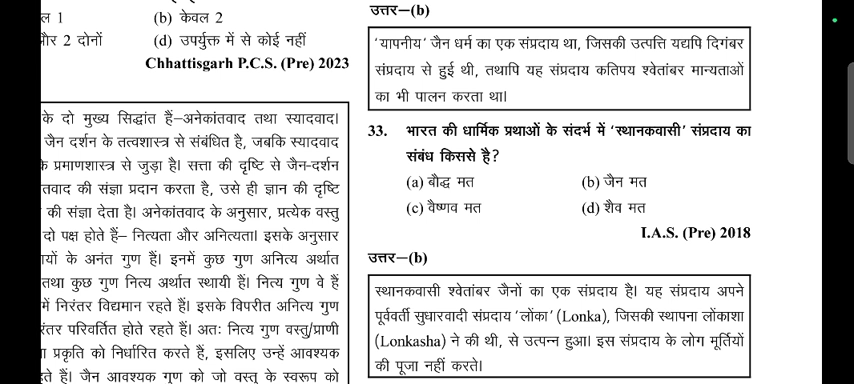 ल 1 (b) केवल 2
और 2 दोनों (d) उपर्युक्त में से कोई नहीं
Chhattisgarh P.C.S. (Pre) 2023
के दो मुख्य सिद्धांत हैं–अनेकांतवाद तथा स्यादवाद।
जैन दर्शन के तत्वशास्त्र से संबंधित है, जबकि स्यादवाद
के प्रमाणशास्त्र से जुड़ा है। सत्ता की दृष्टि से जैन-दर्शन
तवाद की संज्ञा प्रदान करता है, उसे ही ज्ञान की दृष्टि
की संज्ञा देता है। अनेकांतवाद के अनुसार, प्रत्येक वस्तु
दो पक्ष होते हैं– नित्यता और अनित्यता। इसके अनुसार
यों के अनंत गुण हैं। इनमें कुछ गुण अनित्य अर्थात
तथा कुछ गुण नित्य अर्थात स्थायी हैं। नित्य गुण वे हैं
में निरंतर विद्यमान रहते हैं। इसके विपरीत अनित्य गुण
रंतर परिवर्तित होते रहते हैं। अतः नित्य गुण वस्तु/प्राणी
प्रकृति को निर्धारित करते हैं, इसलिए उन्हें आवश्यक
हते हैं। जैन आवश्यक गुण को जो वस्तु के स्वरूप को
उत्तर—(b)
'यापनीय' जैन धर्म का एक संप्रदाय था, जिसकी उत्पत्ति यद्यपि दिगंबर
संप्रदाय से हुई थी, तथापि यह संप्रदाय कतिपय श्वेतांबर मान्यताओं
का भी पालन करता था।
33. भारत की धार्मिक प्रथाओं के संदर्भ में 'स्थानकवासी' संप्रदाय का
संबंध किससे है?
(a) बौद्ध मत (b) जैन मत
(c) वैष्णव मत (d) शैव मत
I.A.S. (Pre) 2018
उत्तर—(b)
स्थानकवासी श्वेतांबर जैनों का एक संप्रदाय है। यह संप्रदाय अपने
पूर्ववर्ती सुधारवादी संप्रदाय 'लोंका' (Lonka), जिसकी स्थापना लोंकाशा
(Lonkasha) ने की थी, से उत्पन्न हुआ। इस संप्रदाय के लोग मूर्तियों
की पूजा नहीं करते।